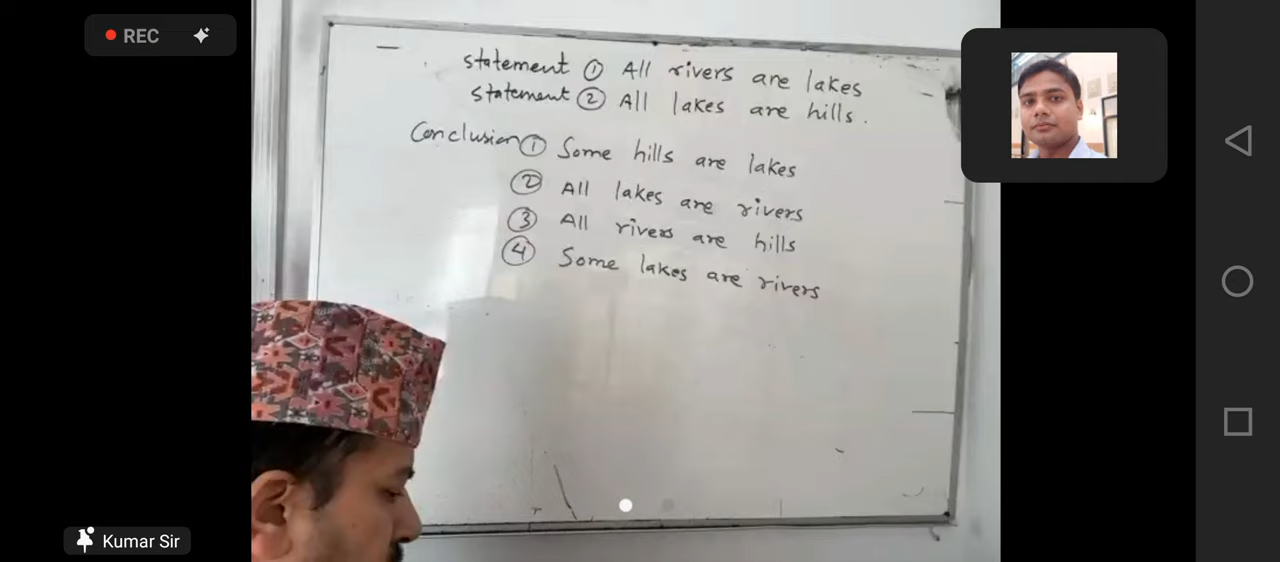 REC
statement ① All rivers are lakes
statement ② All lakes are hills.
Conclusion ① Some hills are lakes
② All lakes are rivers
③ All rivers are hills
④ Some lakes are rivers
Kumar Sir